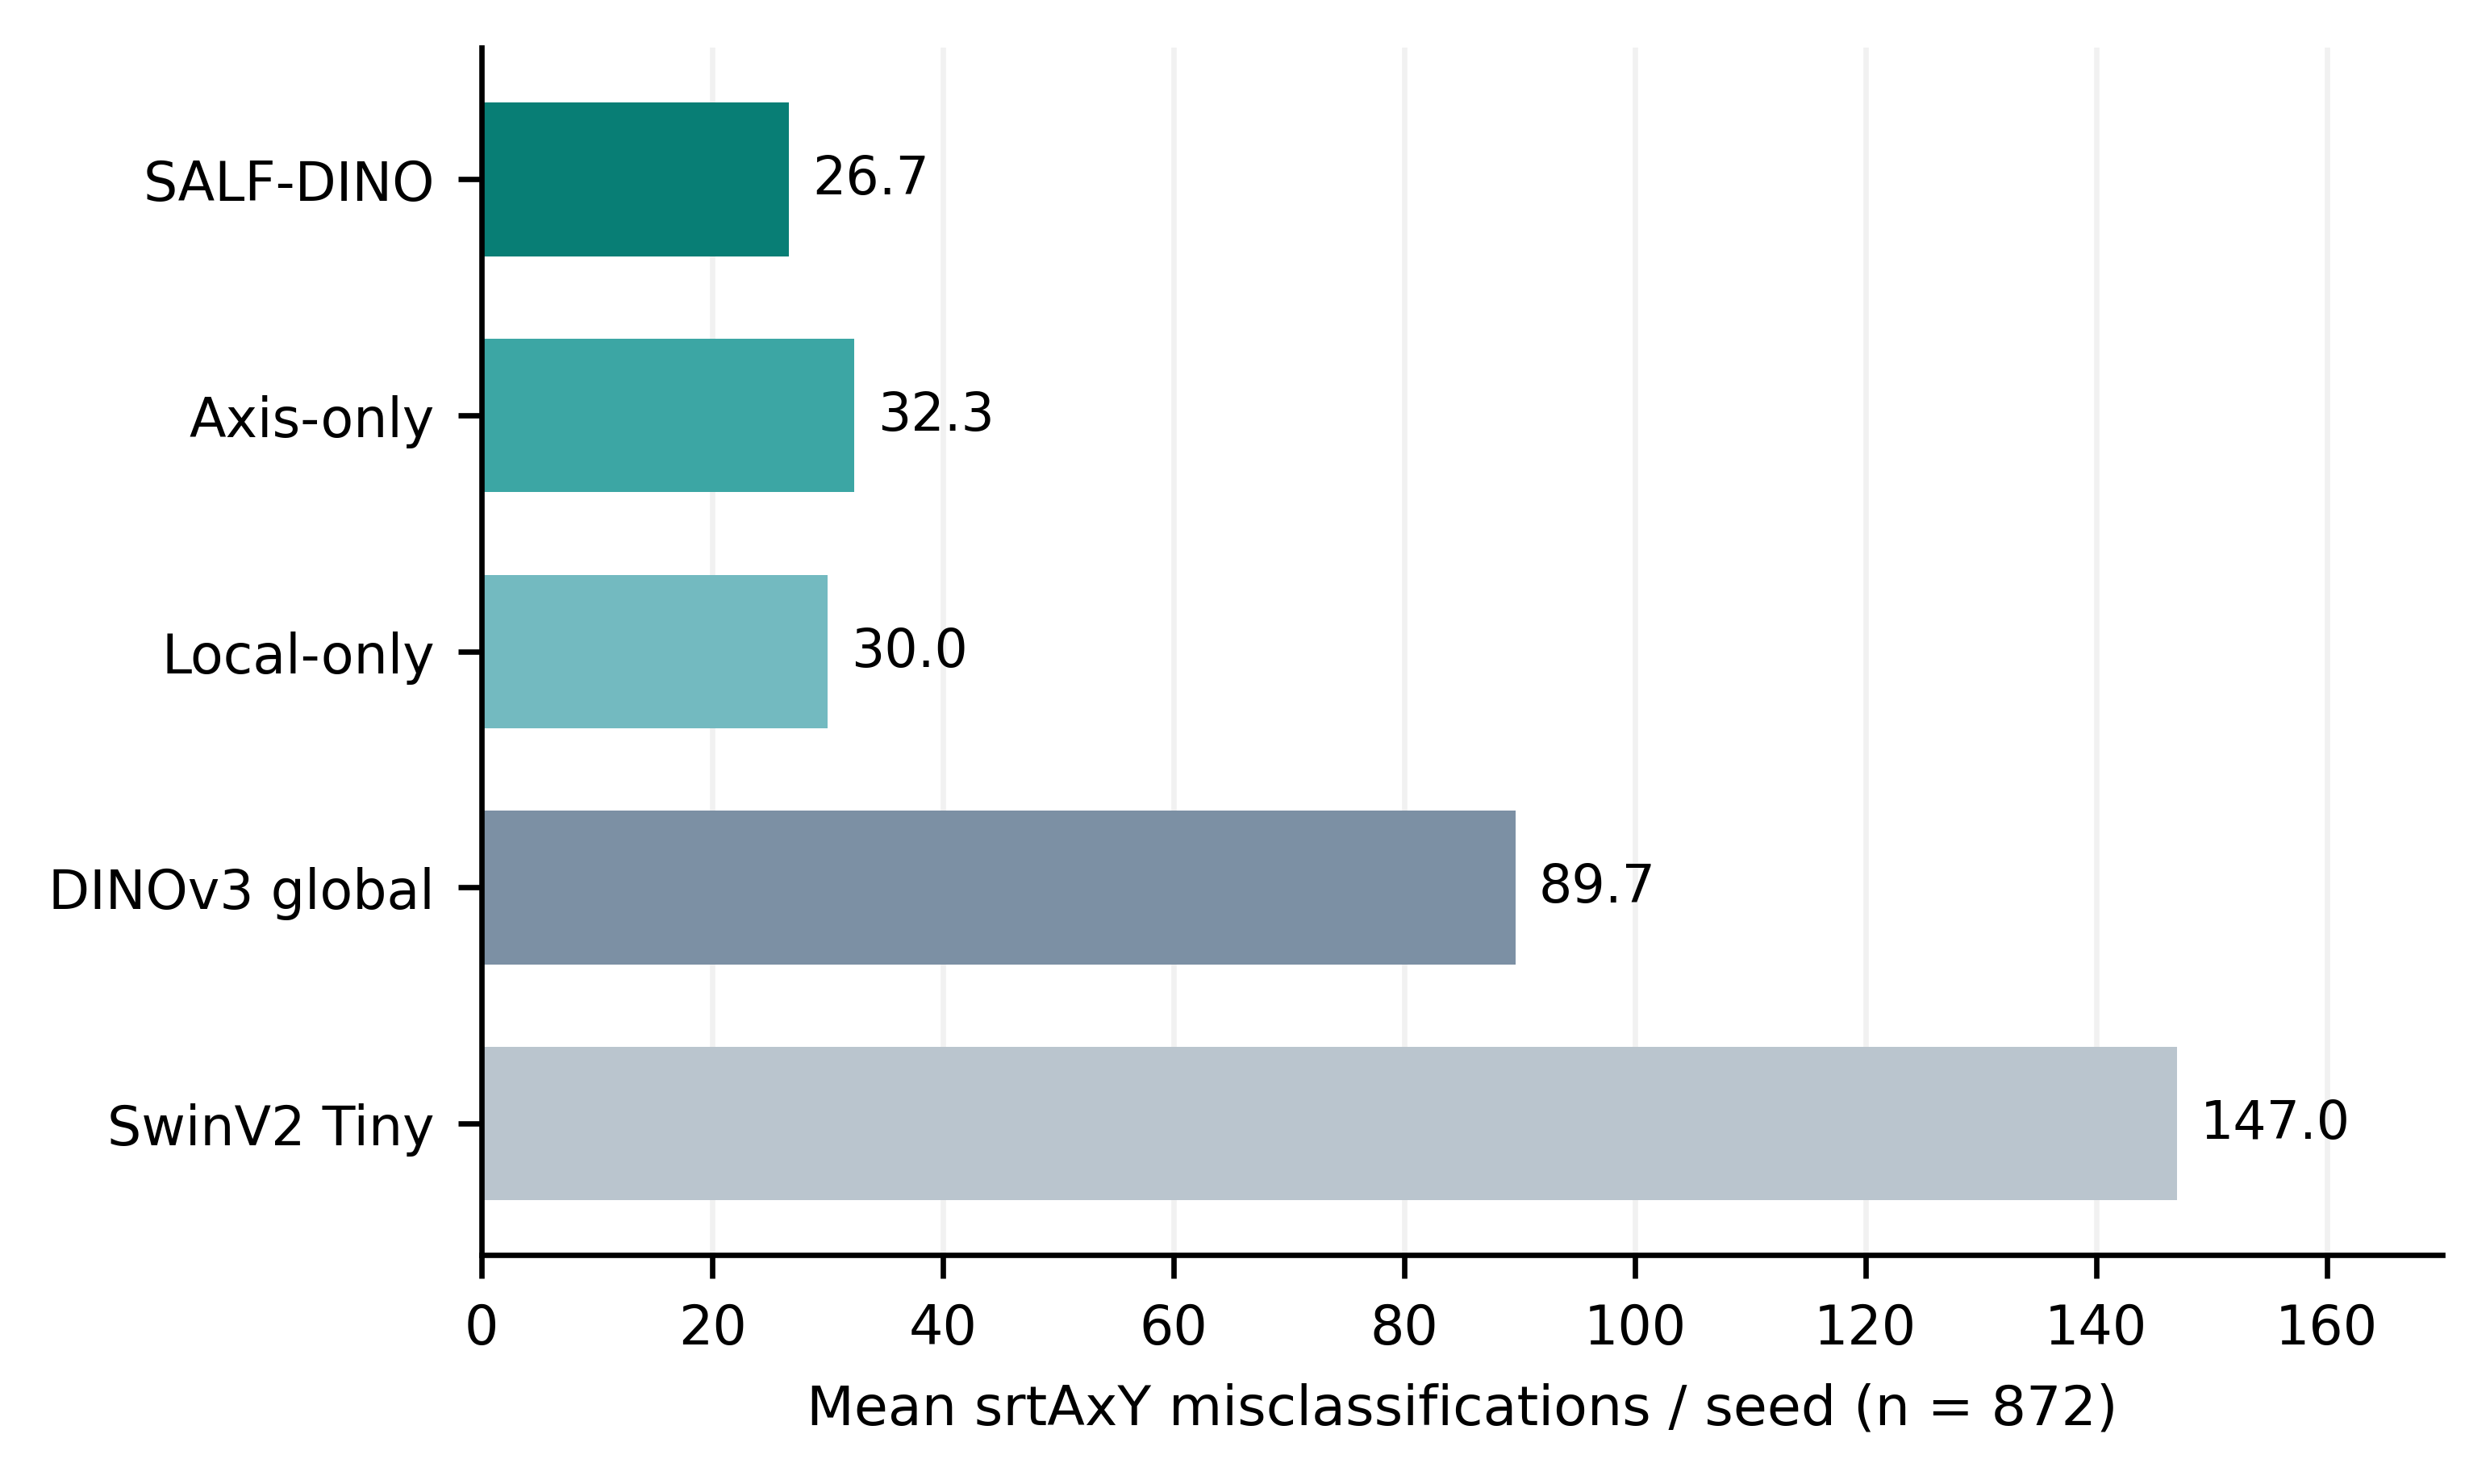 SALF-DINO
26.7
Axis-only
32.3
Local-only
30.0
DINOv3 global
89.7
SwinV2 Tiny
147.0
0 20 40 60 80 100 120 140 160
Mean srtAxY misclassifications / seed (n = 872)